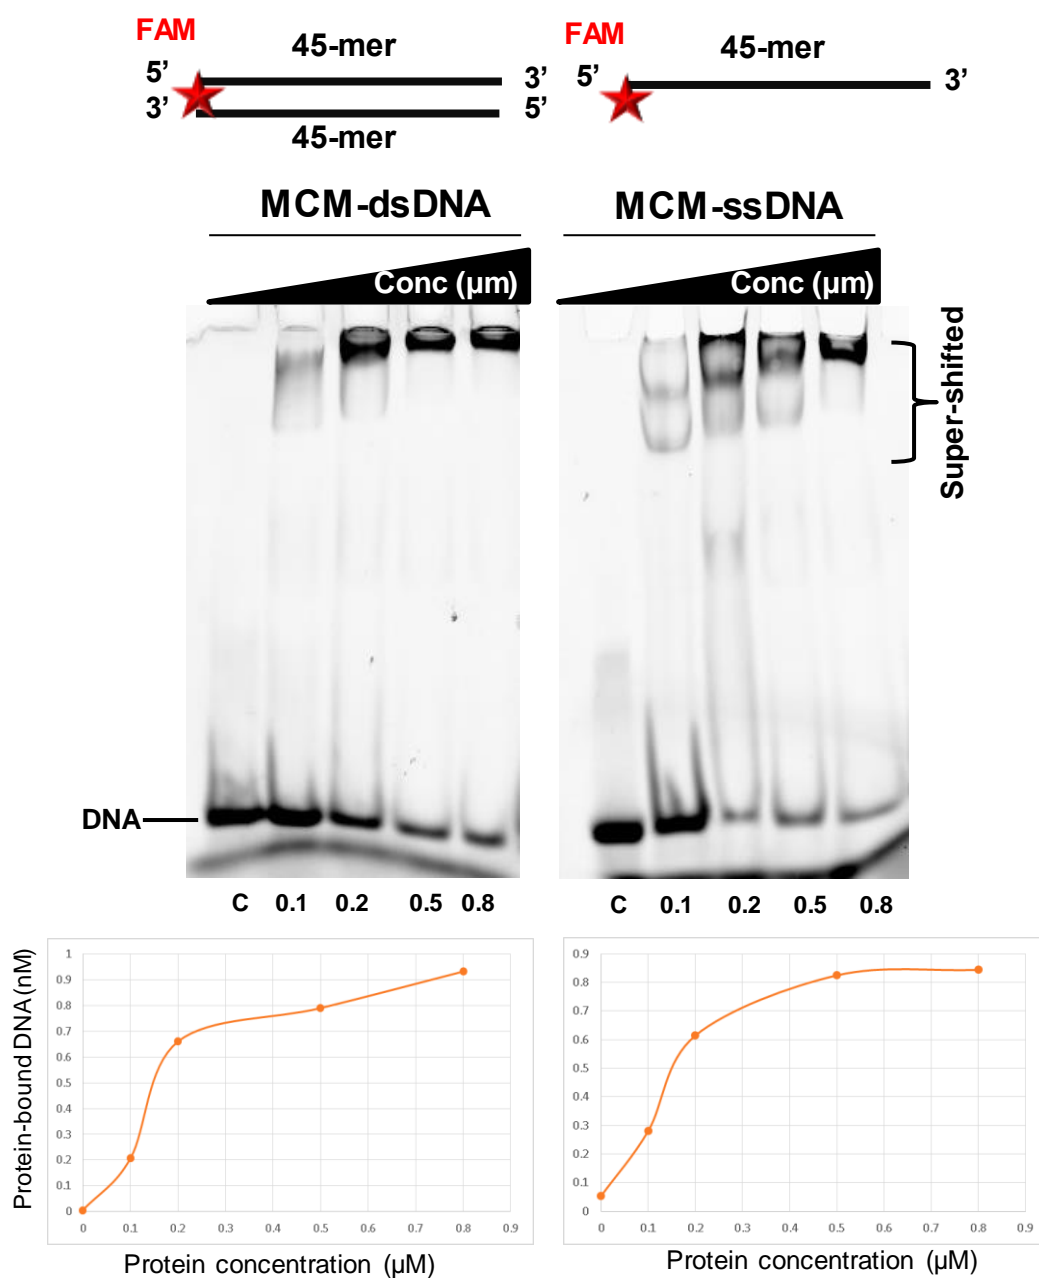 FAM
45-mer
5’ 3’
3’ 5’
45-mer
FAM
45-mer
5’ 3’
MCM-dsDNA
Conc (µm)
MCM-ssDNA
Conc (µm)
Super-shifted
DNA
C 0.1 0.2 0.5 0.8
C 0.1 0.2 0.5 0.8
Protein-bound DNA (nM)
1
0.9
0.8
0.7
0.6
0.5
0.4
0.3
0.2
0.1
0
0 0.1 0.2 0.3 0.4 0.5 0.6 0.7 0.8 0.9
Protein concentration (µM)
0.9
0.8
0.7
0.6
0.5
0.4
0.3
0.2
0.1
0
0 0.1 0.2 0.3 0.4 0.5 0.6 0.7 0.8 0.9
Protein concentration (µM)